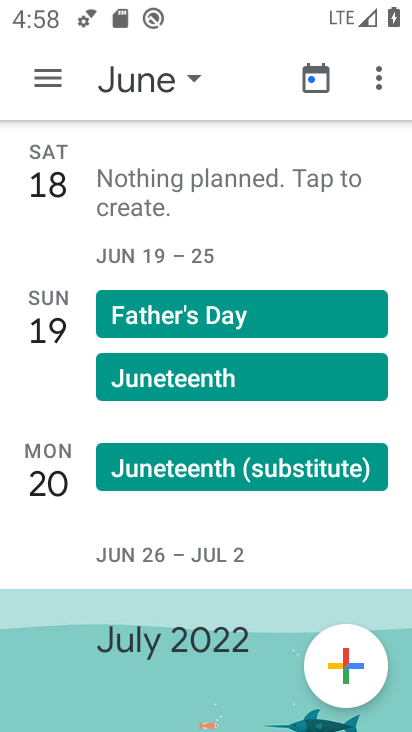 4:58
LTE
June
SAT
18
Nothing planned. Tap to
create.
JUN 19 – 25
SUN
19
Father's Day
Juneteenth
MON
20
Juneteenth (substitute)
JUN 26 – JUL 2
July 2022